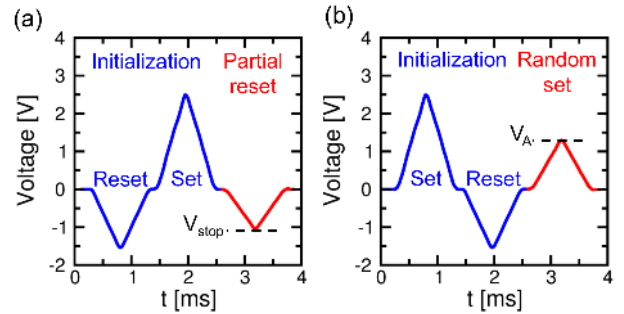 (a)
Initialization Partial
reset
Reset Set
V_stop
4
3
2
1
0
-1
-2
Voltage [V]
0 1 2 3 4
t [ms]
(b)
Initialization Random
set
V_A
Set Reset
4
3
2
1
0
-1
-2
Voltage [V]
0 1 2 3 4
t [ms]